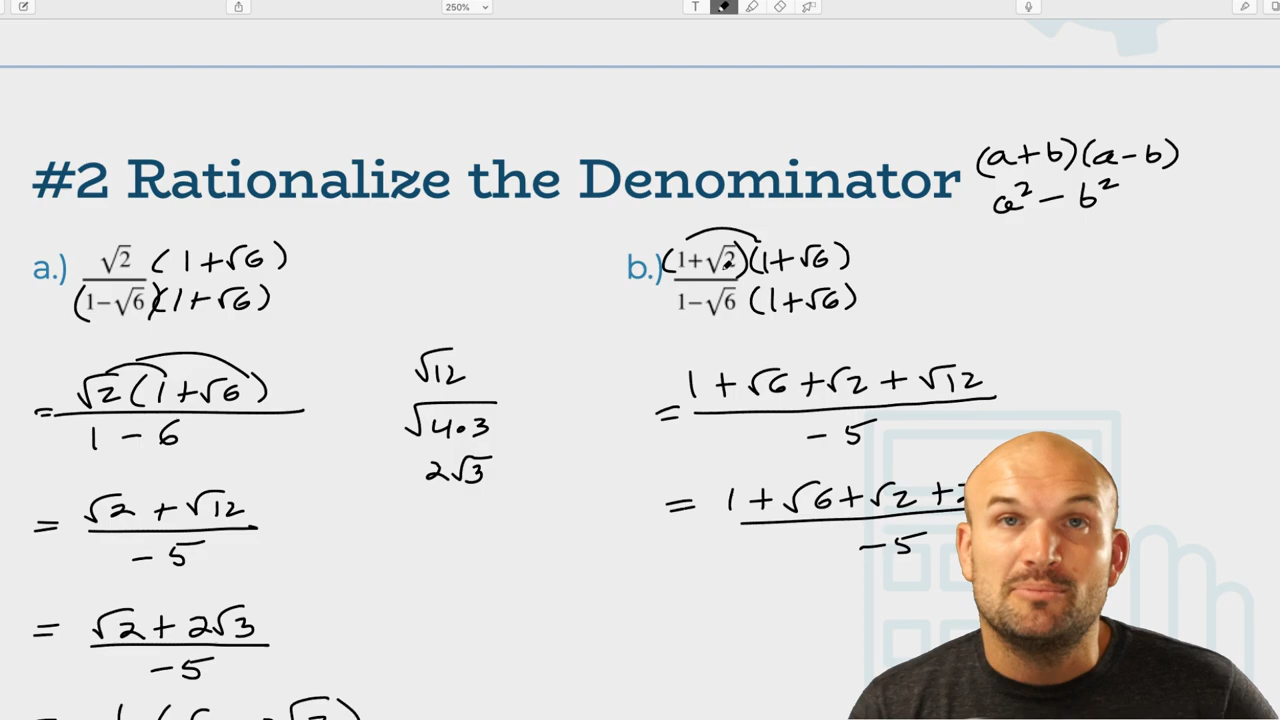 250%
T
#2 Rationalize the Denominator
(a+b)(a-b)
a² - b²
a.) √2 (1+√6)
(1-√6)(1+√6)
= √2(1+√6)
1 - 6
= √2 + √12
-5
= √2 + 2√3
-5
√12
√4·3
2√3
b.) (1+√2)(1+√6)
1-√6 (1+√6)
= 1 + √6 + √2 + √12
-5
= 1 + √6 + √2 +
-5